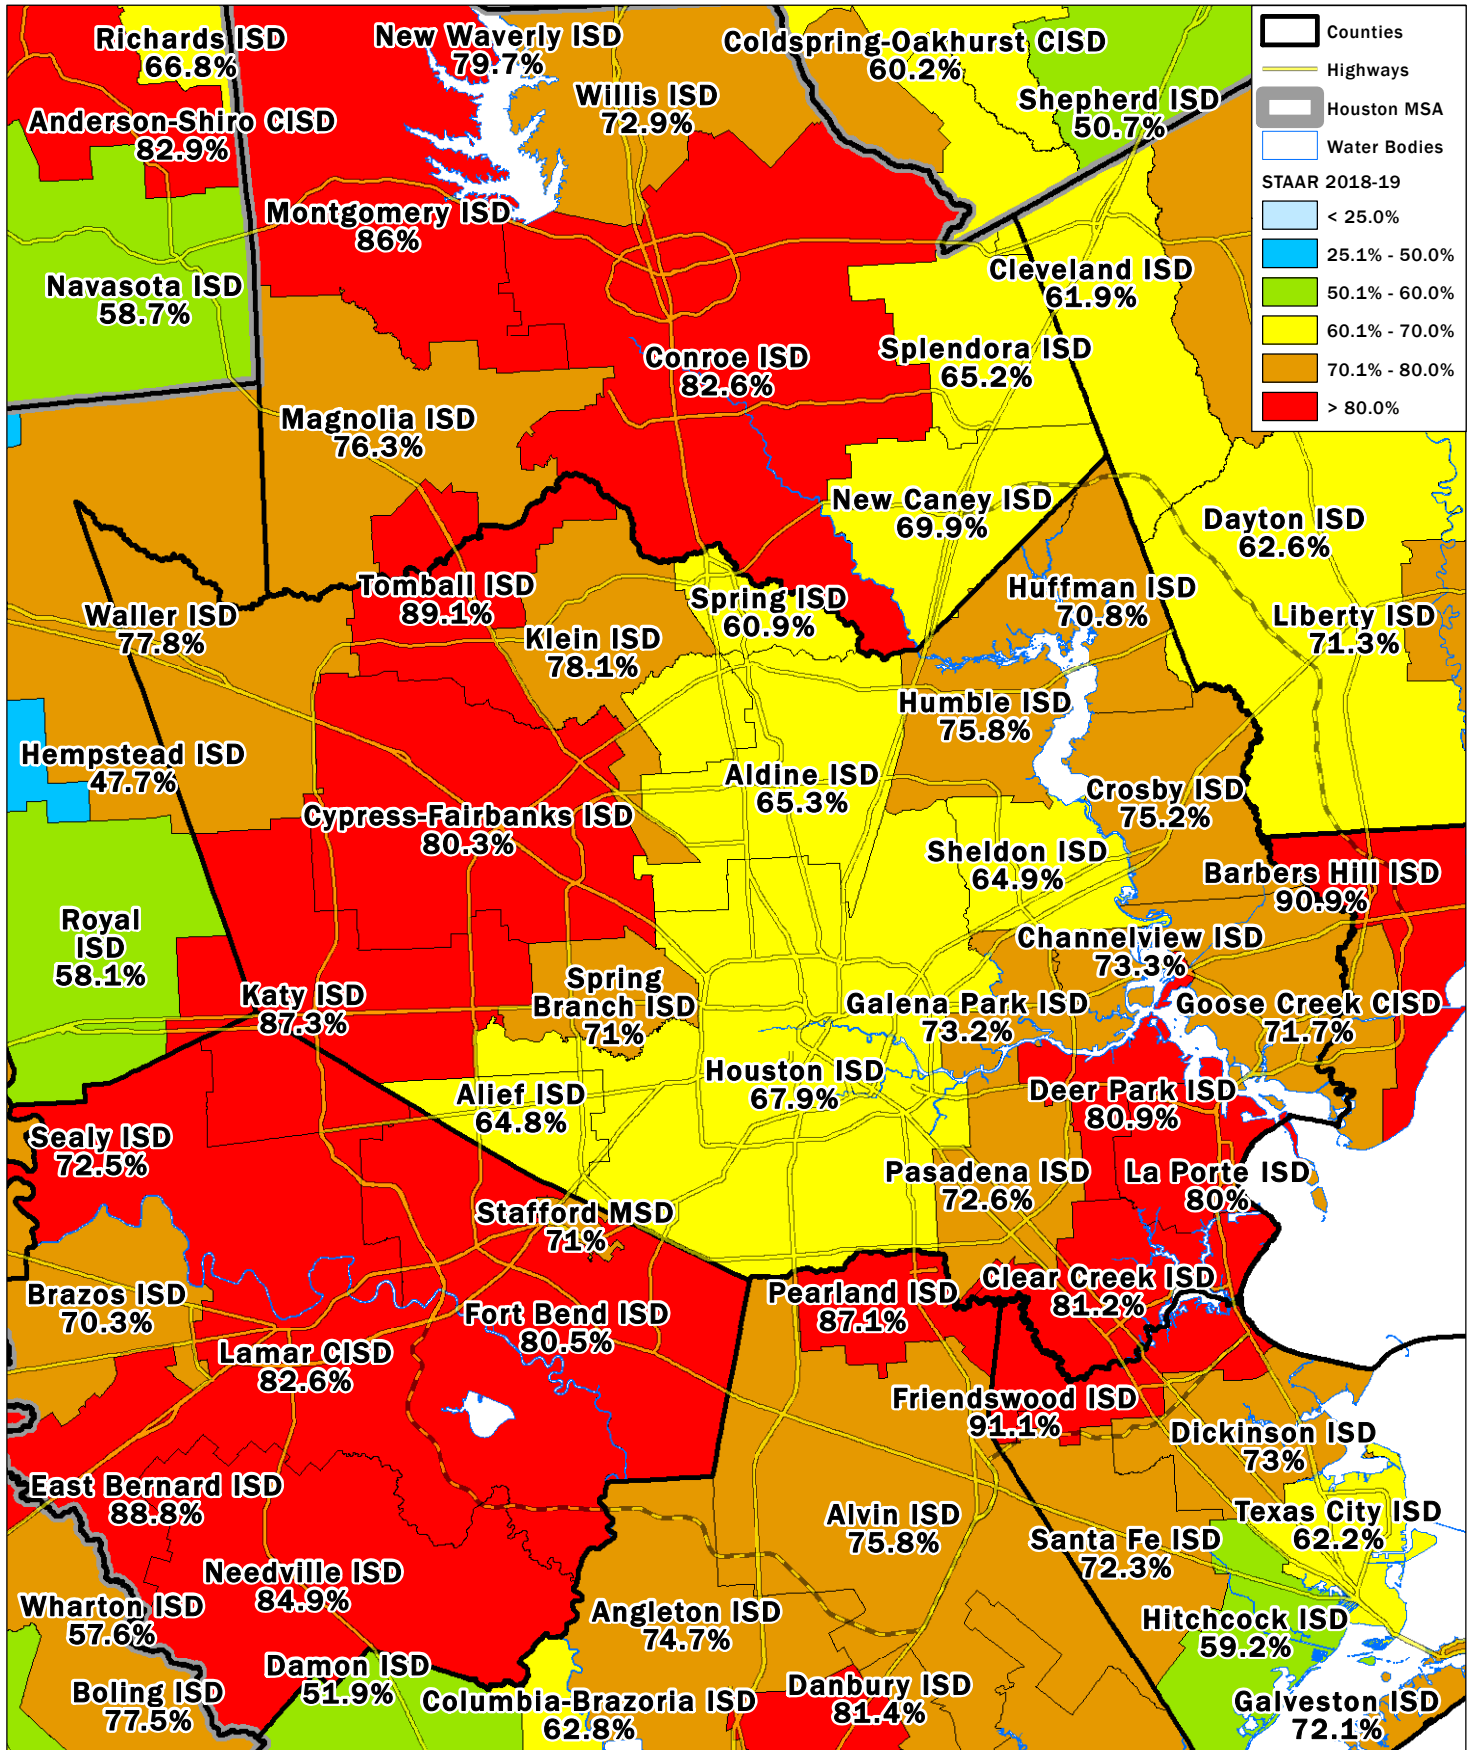 Richards ISD
66.8%
New Waverly ISD
79.7%
Coldspring-Oakhurst CISD
60.2%
Counties
Highways
Houston MSA
Water Bodies
STAAR 2018-19
< 25.0%
25.1% - 50.0%
50.1% - 60.0%
60.1% - 70.0%
70.1% - 80.0%
> 80.0%
Willis ISD
72.9%
Shepherd ISD
50.7%
Anderson-Shiro CISD
82.9%
Montgomery ISD
86%
Navasota ISD
58.7%
Cleveland ISD
61.9%
Conroe ISD
82.6%
Splendora ISD
65.2%
Magnolia ISD
76.3%
New Caney ISD
69.9%
Dayton ISD
62.6%
Tomball ISD
89.1%
Spring ISD
60.9%
Huffman ISD
70.8%
Waller ISD
77.8%
Klein ISD
78.1%
Liberty ISD
71.3%
Humble ISD
75.8%
Hempstead ISD
47.7%
Aldine ISD
65.3%
Crosby ISD
75.2%
Cypress-Fairbanks ISD
80.3%
Sheldon ISD
64.9%
Barbers Hill ISD
90.9%
Royal
ISD
58.1%
Channelview ISD
73.3%
Katy ISD
87.3%
Spring
Branch ISD
71%
Galena Park ISD
73.2%
Goose Creek CISD
71.7%
Houston ISD
67.9%
Alief ISD
64.8%
Deer Park ISD
80.9%
Sealy ISD
72.5%
Pasadena ISD
72.6%
La Porte ISD
80%
Stafford MSD
71%
Brazos ISD
70.3%
Pearland ISD
87.1%
Clear Creek ISD
81.2%
Fort Bend ISD
80.5%
Lamar CISD
82.6%
Friendswood ISD
91.1%
Dickinson ISD
73%
East Bernard ISD
88.8%
Alvin ISD
75.8%
Santa Fe ISD
72.3%
Texas City ISD
62.2%
Needville ISD
84.9%
Wharton ISD
57.6%
Angleton ISD
74.7%
Hitchcock ISD
59.2%
Damon ISD
51.9%
Boling ISD
77.5%
Columbia-Brazoria ISD
62.8%
Danbury ISD
81.4%
Galveston ISD
72.1%